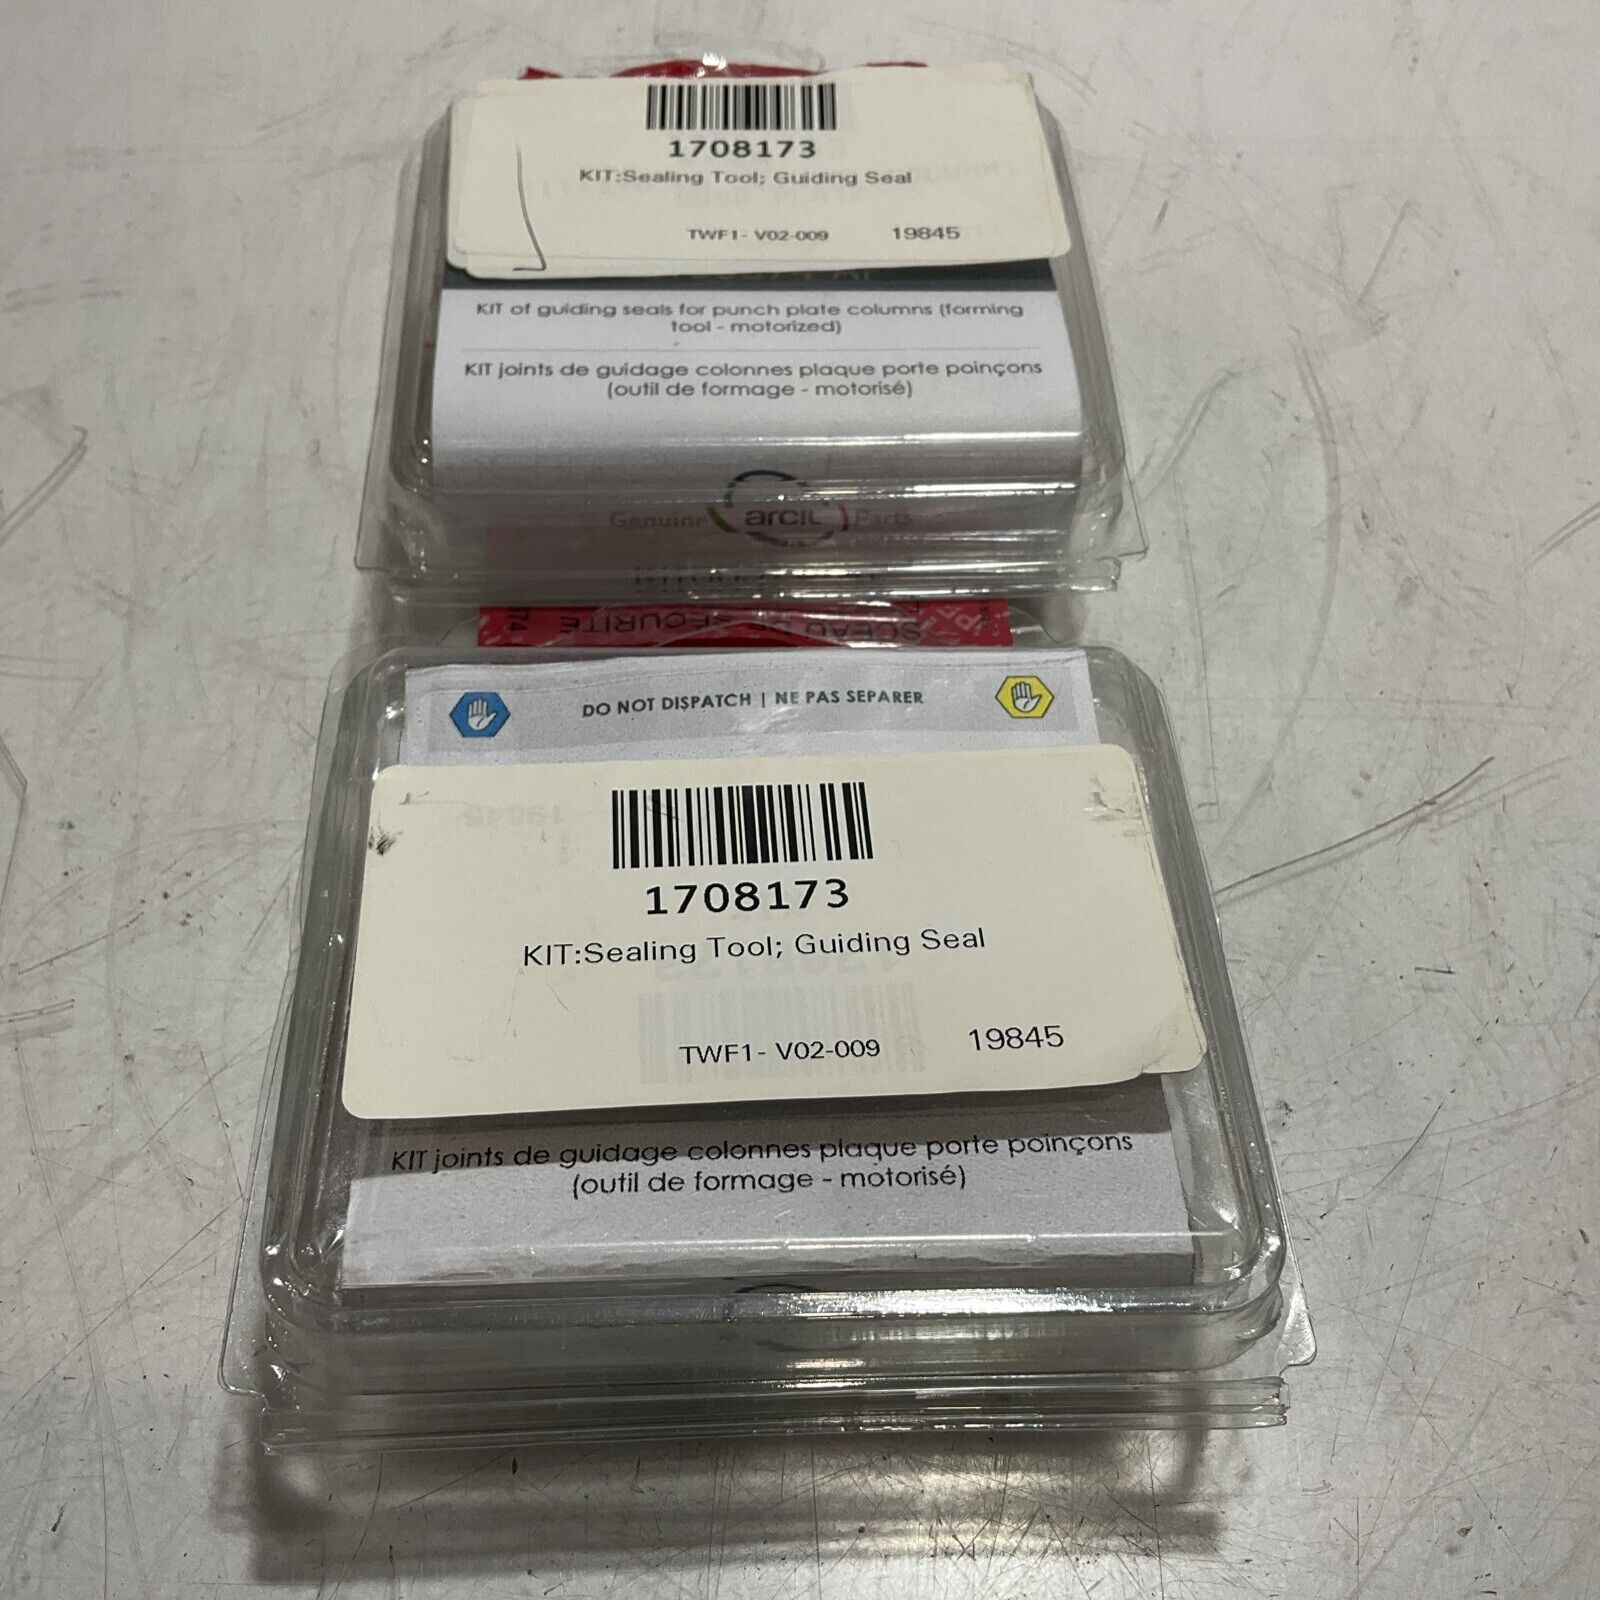 1708173
KIT:Sealing Tool; Guiding Seal
TWF1- V02-009 19845
KIT of guiding seals for punch plate columns (forming
tool - motorized)
KIT joints de guidage colonnes plaque porte poinçons
(outil de formage - motorisé)
Genuine arcil Parts
SCEAU DE SÉCURITÉ
DO NOT DISPATCH | NE PAS SEPARER
1708173
KIT:Sealing Tool; Guiding Seal
TWF1- V02-009 19845
KIT joints de guidage colonnes plaque porte poinçons
(outil de formage - motorisé)